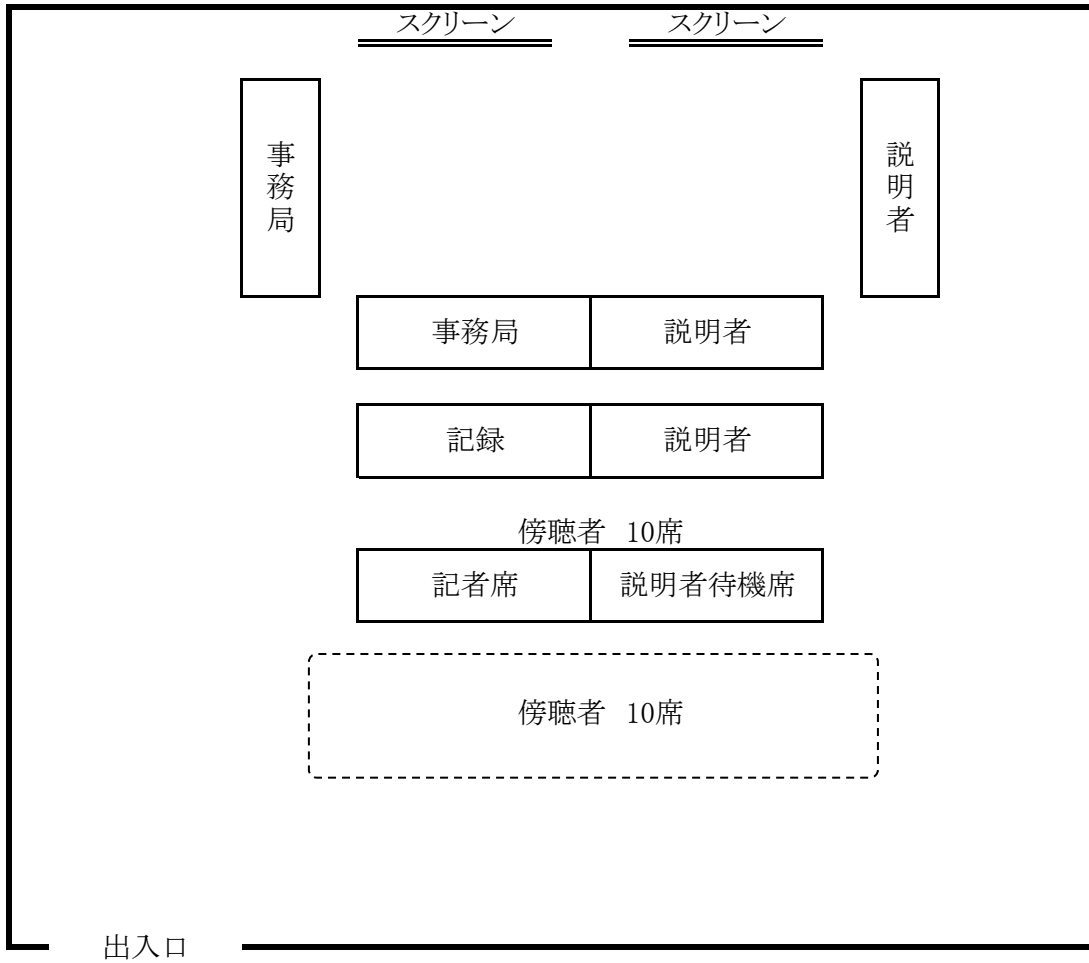 スクリーン スクリーン
事務局
説明者
事務局 説明者
記録 説明者
傍聴者 10席
記者席 説明者待機席
傍聴者 10席
出入口